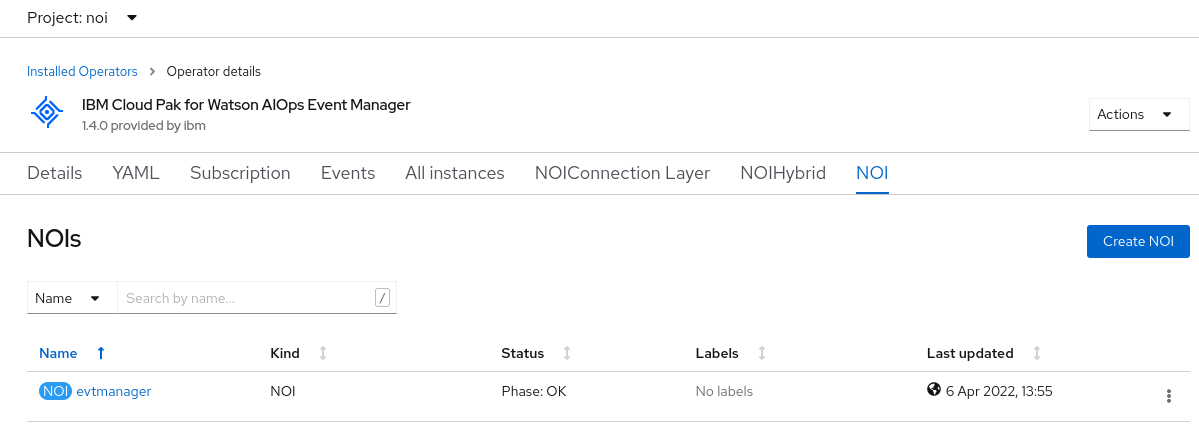 Project: noi
Installed Operators > Operator details
IBM Cloud Pak for Watson AIOps Event Manager
1.4.0 provided by ibm
Actions
Details YAML Subscription Events All instances NOIConnection Layer NOIHybrid NOI
NOIs
Create NOI
Name Search by name... /
Name Kind Status Labels Last updated
NOI evtmanager NOI Phase: OK No labels 6 Apr 2022, 13:55